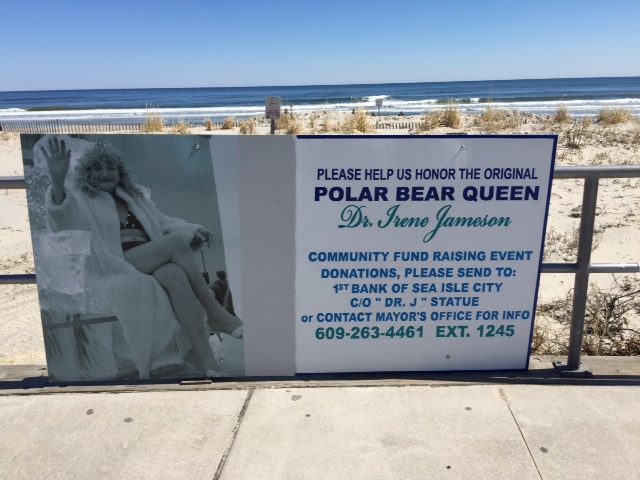 PLEASE HELP US HONOR THE ORIGINAL
POLAR BEAR QUEEN
Dr. Irene Jameson
COMMUNITY FUND RAISING EVENT
DONATIONS, PLEASE SEND TO:
1ST BANK OF SEA ISLE CITY
C/O " DR. J " STATUE
or CONTACT MAYOR'S OFFICE FOR INFO
609-263-4461 EXT. 1245